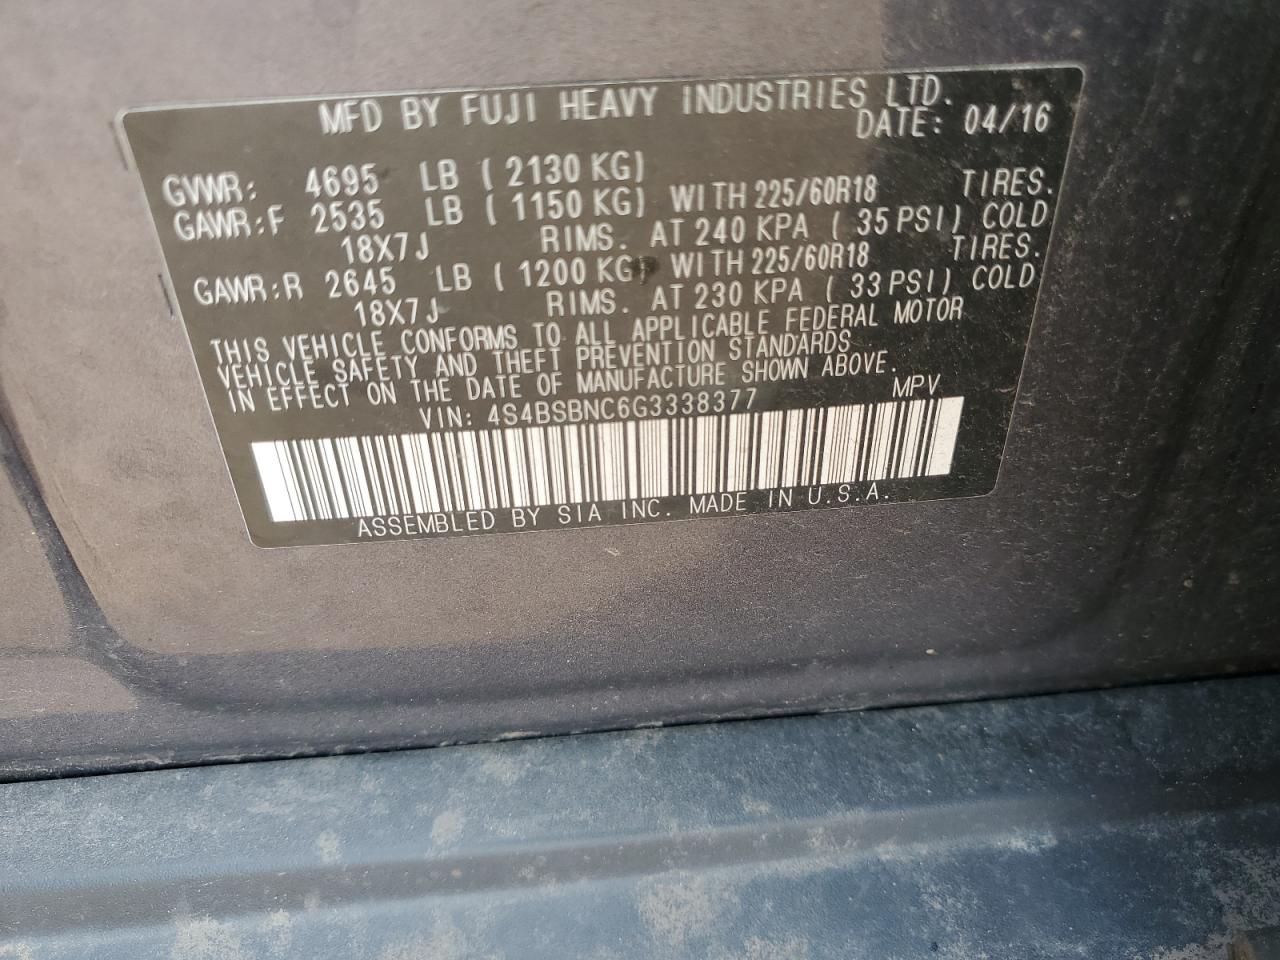 MFD BY FUJI HEAVY INDUSTRIES LTD.
DATE: 04/16
GVWR: 4695 LB ( 2130 KG)
GAWR:F 2535 LB ( 1150 KG) WITH 225/60R18 TIRES.
18X7J RIMS. AT 240 KPA ( 35 PSI) COLD
GAWR:R 2645 LB ( 1200 KG) WITH 225/60R18 TIRES.
18X7J RIMS. AT 230 KPA ( 33 PSI) COLD
THIS VEHICLE CONFORMS TO ALL APPLICABLE FEDERAL MOTOR
VEHICLE SAFETY AND THEFT PREVENTION STANDARDS
IN EFFECT ON THE DATE OF MANUFACTURE SHOWN ABOVE.
VIN: 4S4BSBNC6G3338377 MPV
ASSEMBLED BY SIA INC. MADE IN U.S.A.